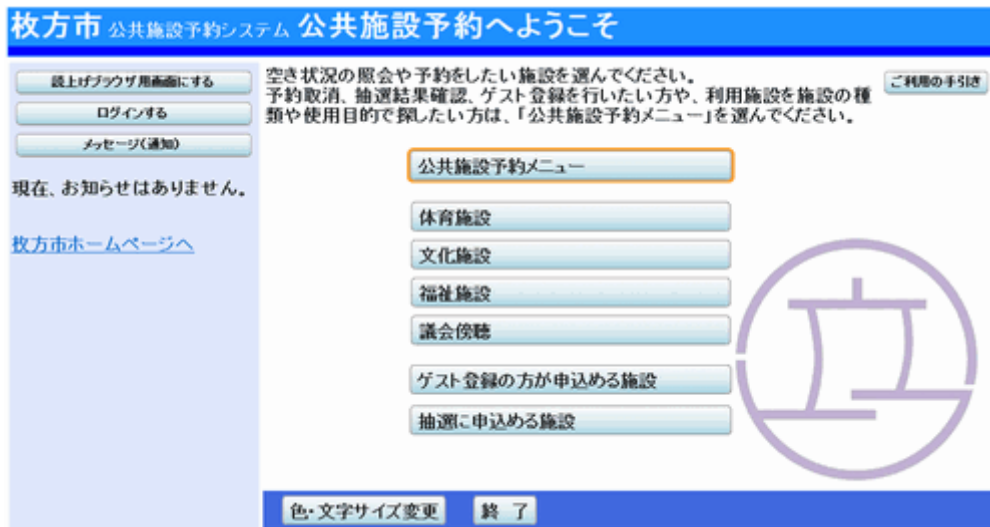 枚方市 公共施設予約システム 公共施設予約へようこそ
読上げブラウザ用画面にする
ログインする
メッセージ(通知)
現在、お知らせはありません。
枚方市ホームページへ
空き状況の照会や予約をしたい施設を選んでください。
予約取消、抽選結果確認、ゲスト登録を行いたい方や、利用施設を施設の種
類や使用目的で探したい方は、「公共施設予約メニュー」を選んでください。
ご利用の手引き
公共施設予約メニュー
体育施設
文化施設
福祉施設
議会傍聴
ゲスト登録の方が申込める施設
抽選に申込める施設
色・文字サイズ変更
終 了